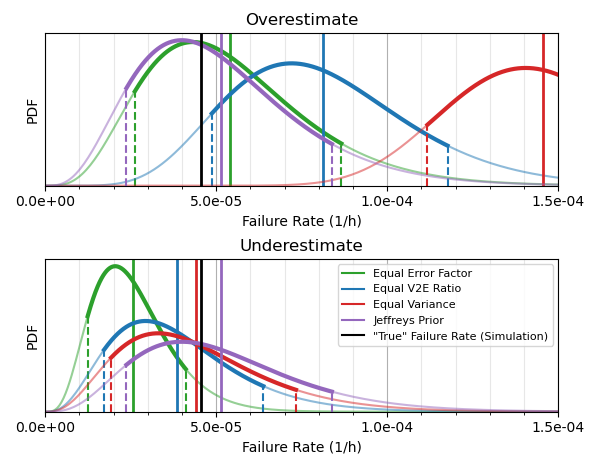 Overestimate
PDF
0.0e+00 5.0e-05 1.0e-04 1.5e-04
Failure Rate (1/h)
Underestimate
PDF
Equal Error Factor
Equal V2E Ratio
Equal Variance
Jeffreys Prior
"True" Failure Rate (Simulation)
0.0e+00 5.0e-05 1.0e-04 1.5e-04
Failure Rate (1/h)